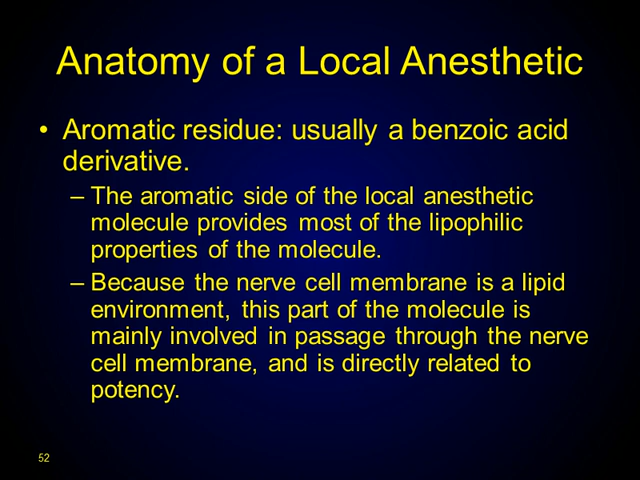 Anatomy of a Local Anesthetic
• Aromatic residue: usually a benzoic acid
derivative.
– The aromatic side of the local anesthetic
molecule provides most of the lipophilic
properties of the molecule.
– Because the nerve cell membrane is a lipid
environment, this part of the molecule is
mainly involved in passage through the nerve
cell membrane, and is directly related to
potency.
52